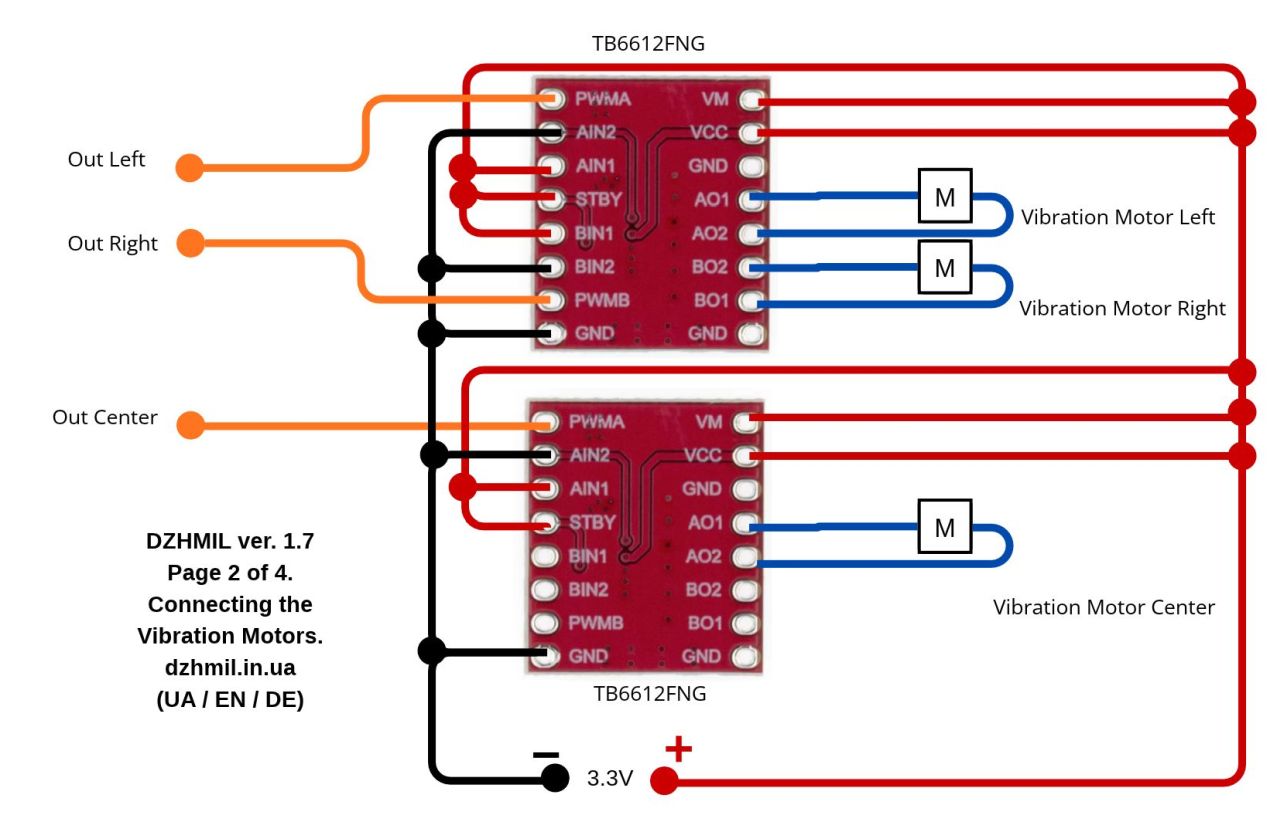 TB6612FNG
PWMA
AIN2
AIN1
STBY
BIN1
BIN2
PWMB
GND
VM
VCC
GND
AO1
AO2
BO2
BO1
GND
Out Left
Out Right
M
Vibration Motor Left
M
Vibration Motor Right
Out Center
PWMA
AIN2
AIN1
STBY
BIN1
BIN2
PWMB
GND
VM
VCC
GND
AO1
AO2
BO2
BO1
GND
M
Vibration Motor Center
TB6612FNG
DZHMIL ver. 1.7
Page 2 of 4.
Connecting the
Vibration Motors.
dzhmil.in.ua
(UA / EN / DE)
− 3.3V +